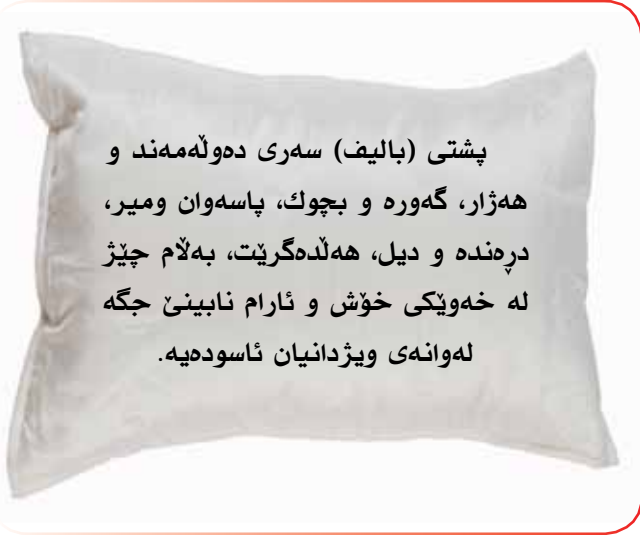 پشتی (بالیف) سەری دەوڵەمەند و
هەژار، گەورە و بچوك، پاسەوان ومیر،
دڕەندە و دیل، هەڵدەگرێت، بەڵام چێژ
لە خەوێکی خۆش و ئارام نابینێ جگە
لەوانەی ویژدانیان ئاسودەیە.